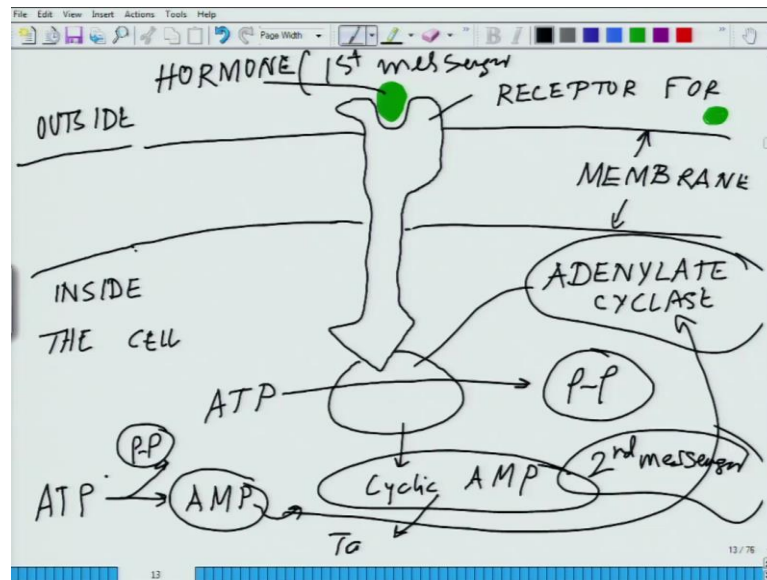 File Edit View Insert Actions Tools Help
Page Width
HORMONE (1st messenger
RECEPTOR FOR
OUTSIDE
MEMBRANE
ADENYLATE
CYCLASE
INSIDE
THE CELL
ATP
P-P
P-P
2nd messenger
Cyclic AMP
ATP
AMP
To
13 / 76
13